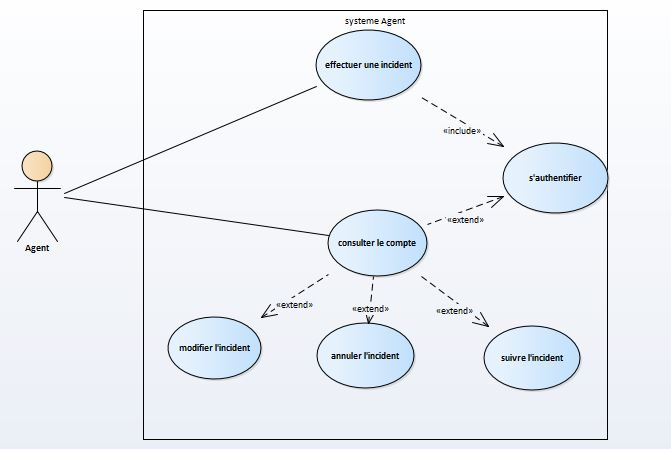 systeme Agent
effectuer une incident
«include»
s'authentifier
«extend»
consulter le compte
Agent
«extend»
«extend»
«extend»
modifier l'incident
annuler l'incident
suivre l'incident